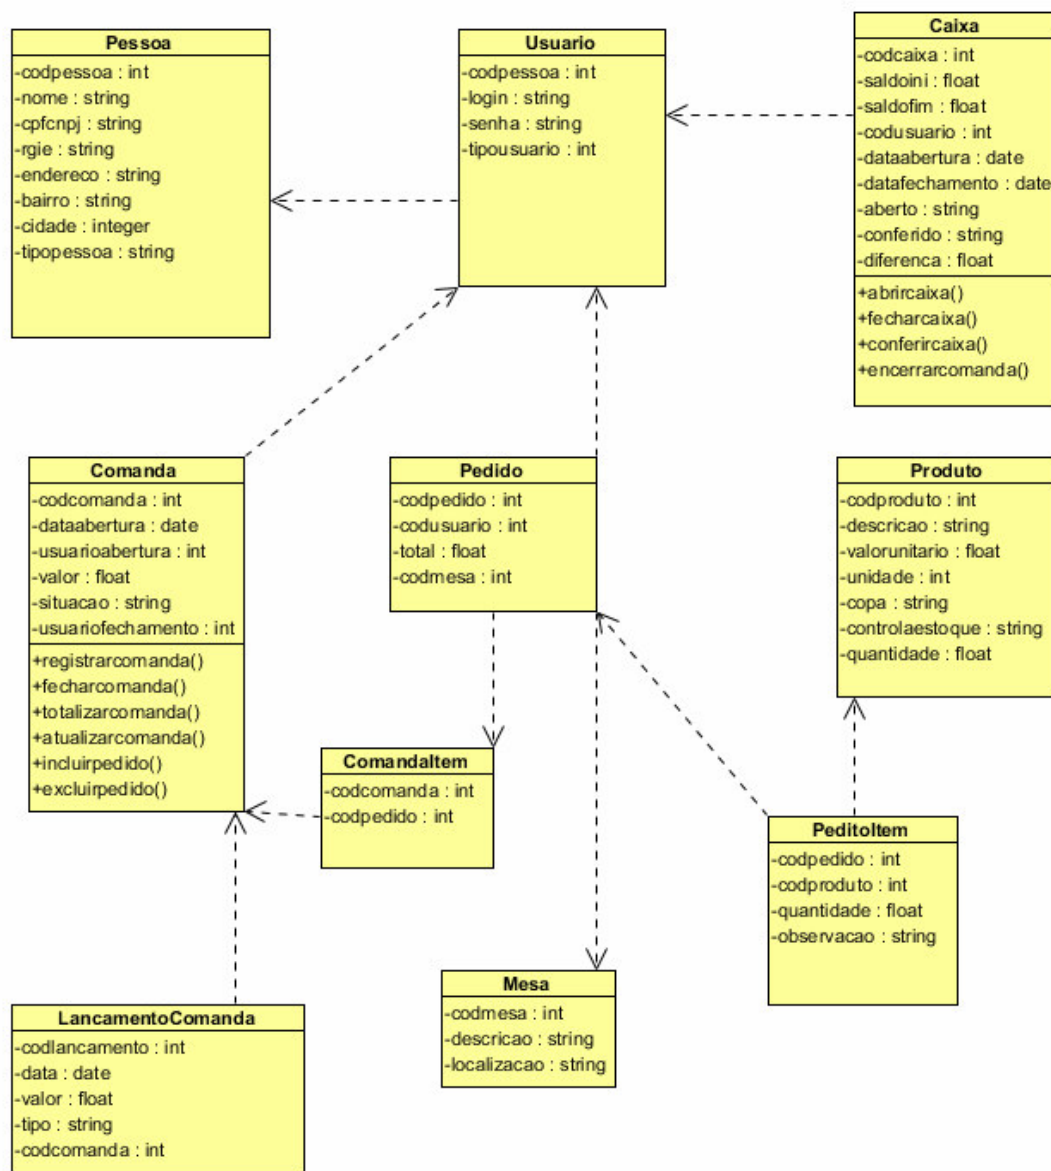 Pessoa
-codpessoa : int
-nome : string
-cpfcnpj : string
-rgie : string
-endereco : string
-bairro : string
-cidade : integer
-tipopessoa : string
Usuario
-codpessoa : int
-login : string
-senha : string
-tipousuario : int
Caixa
-codcaixa : int
-saldoini : float
-saldofim : float
-codusuario : int
-dataabertura : date
-datafechamento : date
-aberto : string
-conferido : string
-diferenca : float
+abrircaixa()
+fecharcaixa()
+conferircaixa()
+encerrarcomanda()
Comanda
-codcomanda : int
-dataabertura : date
-usuarioabertura : int
-valor : float
-situacao : string
-usuariofechamento : int
+registrarcomanda()
+fecharcomanda()
+totalizarcomanda()
+atualizarcomanda()
+incluirpedido()
+excluirpedido()
Pedido
-codpedido : int
-codusuario : int
-total : float
-codmesa : int
Produto
-codproduto : int
-descricao : string
-valorunitario : float
-unidade : int
-copa : string
-controlaestoque : string
-quantidade : float
ComandaItem
-codcomanda : int
-codpedido : int
PeditoItem
-codpedido : int
-codproduto : int
-quantidade : float
-observacao : string
Mesa
-codmesa : int
-descricao : string
-localizacao : string
LancamentoComanda
-codlancamento : int
-data : date
-valor : float
-tipo : string
-codcomanda : int